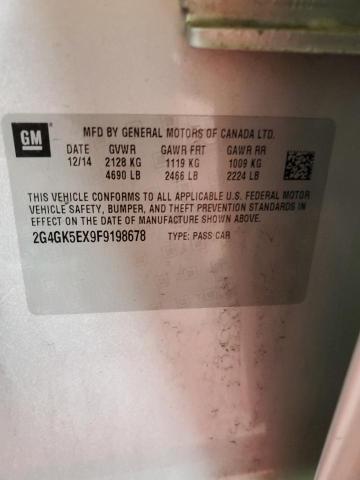 GM MFD BY GENERAL MOTORS OF CANADA LTD.
DATE GVWR GAWR FRT GAWR RR
12/14 2128 KG 1119 KG 1009 KG
4690 LB 2466 LB 2224 LB
THIS VEHICLE CONFORMS TO ALL APPLICABLE U.S. FEDERAL MOTOR
VEHICLE SAFETY, BUMPER, AND THEFT PREVENTION STANDARDS IN
EFFECT ON THE DATE OF MANUFACTURE SHOWN ABOVE.
2G4GK5EX9F9198678 TYPE: PASS CAR